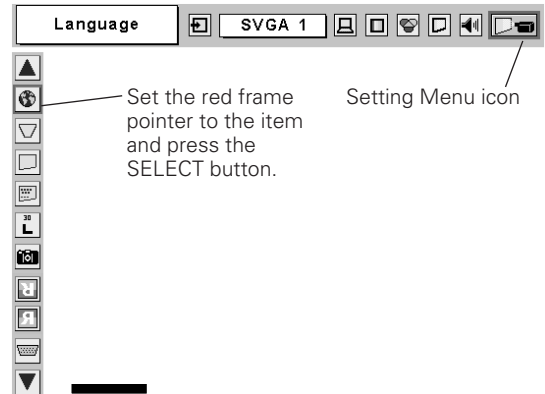 Language
SVGA 1
Set the red frame
pointer to the item
and press the
SELECT button.
Setting Menu icon
30
L
R
R